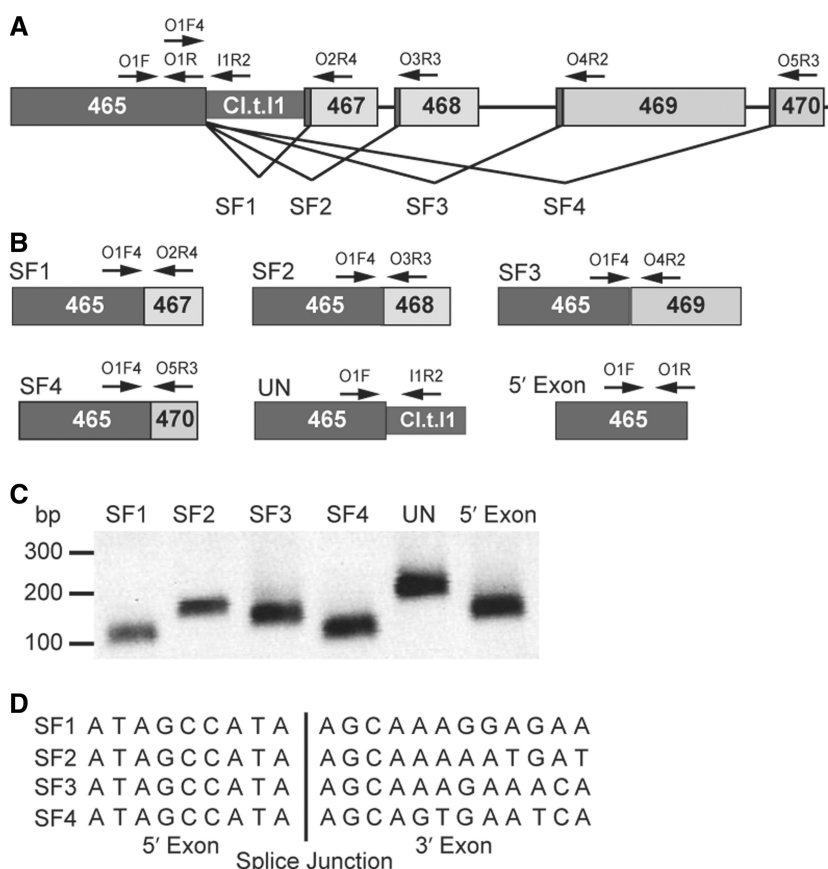 A
O1F4
O1F O1R I1R2 O2R4 O3R3 O4R2 O5R3
465 Cl.t.I1 467 468 469 470
SF1 SF2 SF3 SF4
B
SF1 O1F4 O2R4
465 467
SF2 O1F4 O3R3
465 468
SF3 O1F4 O4R2
465 469
SF4 O1F4 O5R3
465 470
UN O1F I1R2
465 Cl.t.I1
5′ Exon O1F O1R
465
C
bp SF1 SF2 SF3 SF4 UN 5′ Exon
300
200
100
D
SF1 A T A G C C A T A A G C A A A G G A G A A
SF2 A T A G C C A T A A G C A A A A A T G A T
SF3 A T A G C C A T A A G C A A A G A A A C A
SF4 A T A G C C A T A A G C A G T G A A T C A
5′ Exon 3′ Exon
Splice Junction